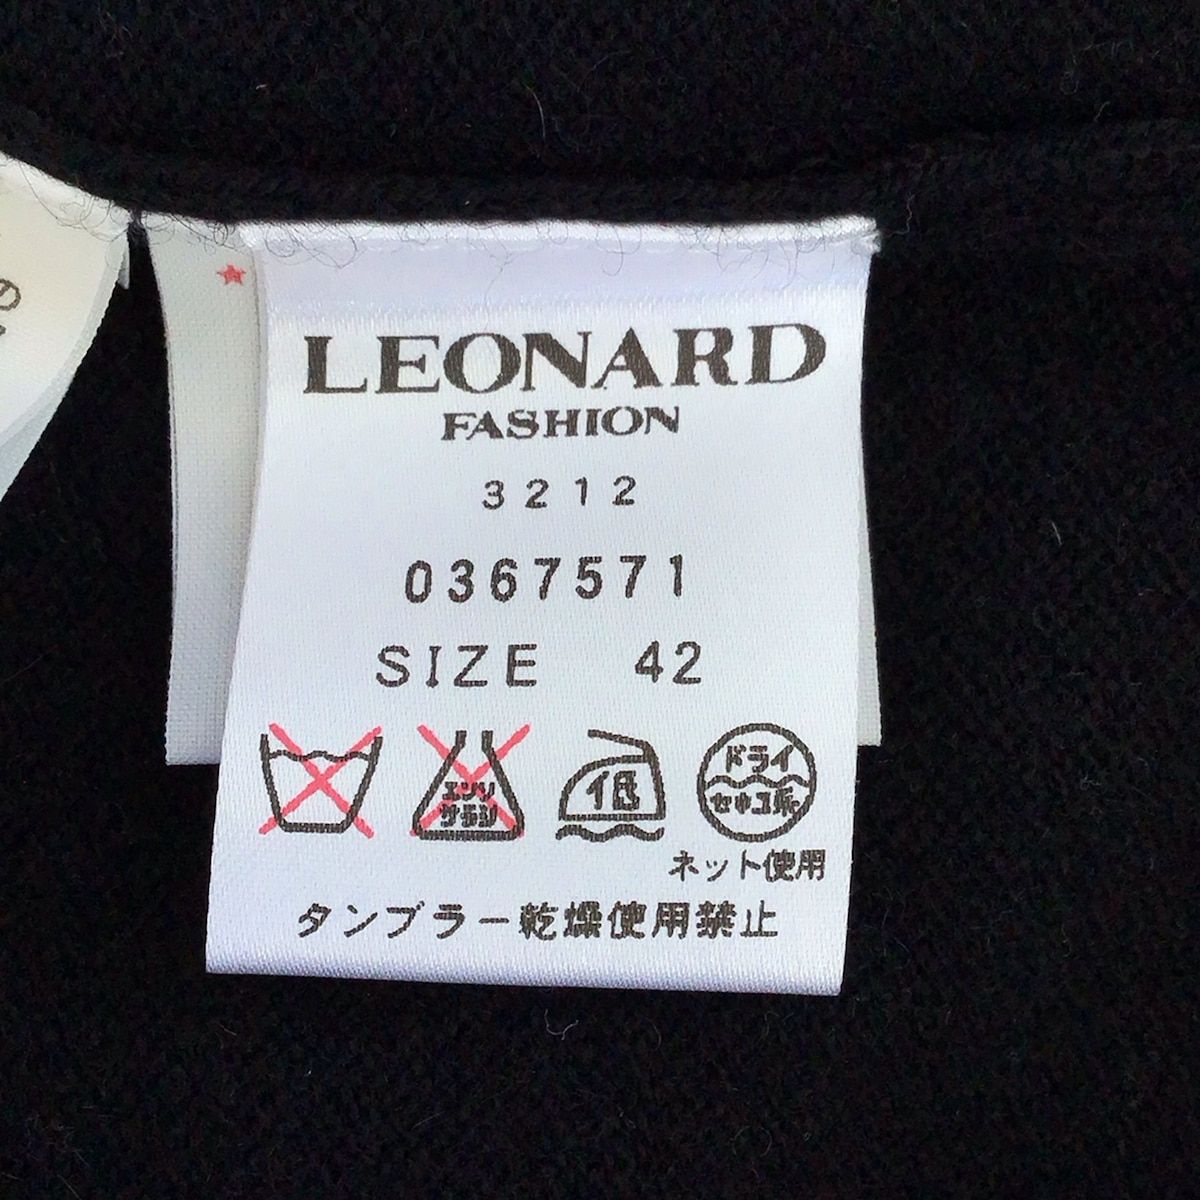 LEONARD
FASHION
3212
0367571
SIZE 42
エンソ
サラシ
低
ドライ
セキユ系
ネット使用
タンブラー乾燥使用禁止
の